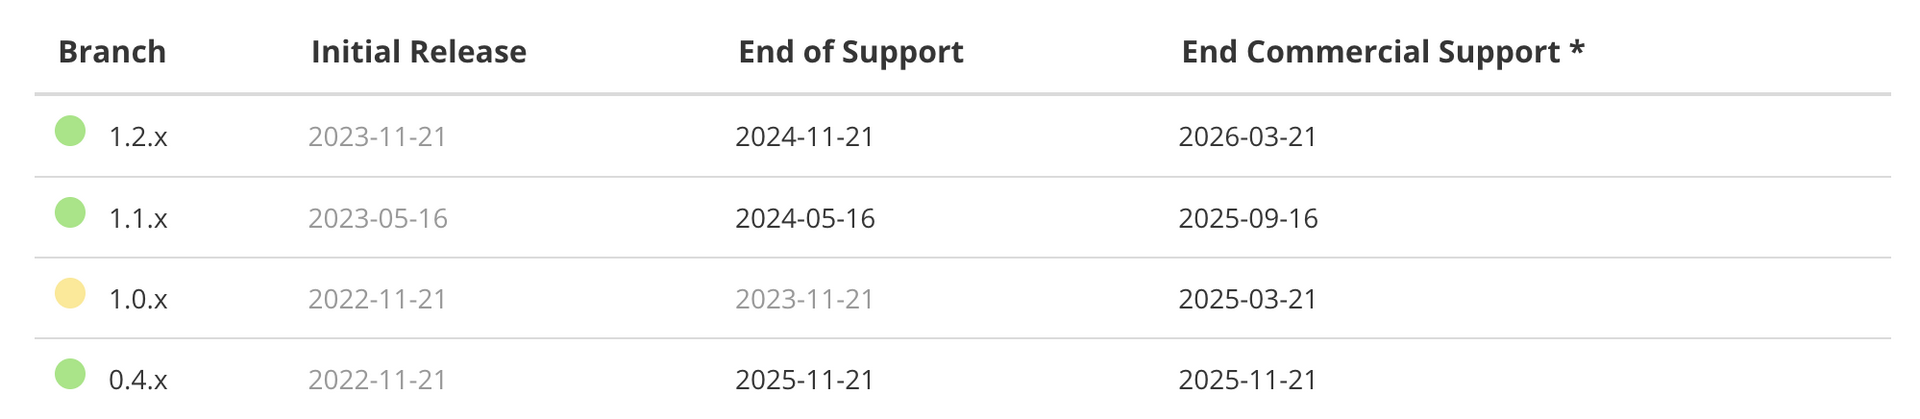 Branch Initial Release End of Support End Commercial Support *
1.2.x 2023-11-21 2024-11-21 2026-03-21
1.1.x 2023-05-16 2024-05-16 2025-09-16
1.0.x 2022-11-21 2023-11-21 2025-03-21
0.4.x 2022-11-21 2025-11-21 2025-11-21